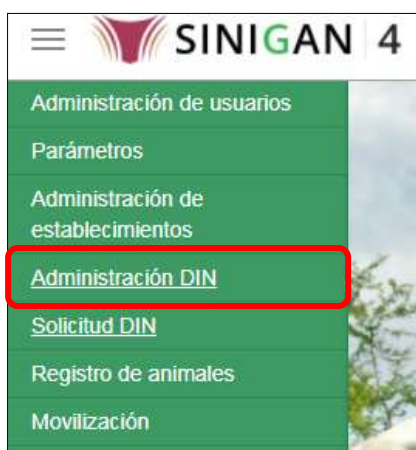 SINIGAN 4
Administración de usuarios
Parámetros
Administración de
establecimientos
Administración DIN
Solicitud DIN
Registro de animales
Movilización